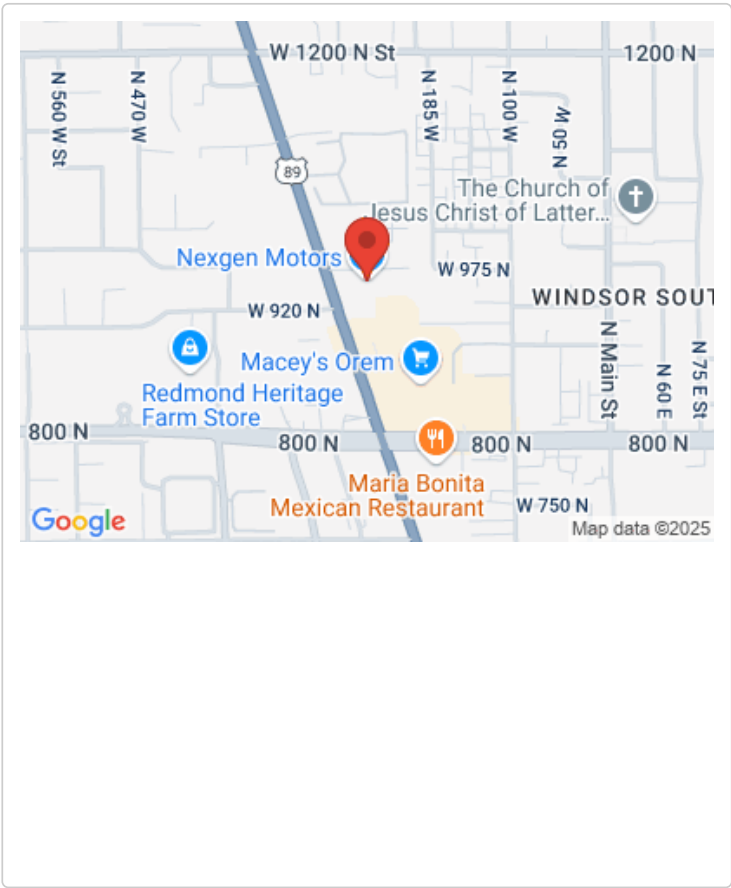 W 1200 N St
1200 N
N 560 W St
N 470 W
N 185 W
N 100 W
N 50 W
89
The Church of
Jesus Christ of Latter...
Nexgen Motors
W 975 N
WINDSOR SOUT
W 920 N
Macey's Orem
N Main St
N 60 E
N 75 E St
Redmond Heritage
Farm Store
800 N
800 N
800 N
800 N
Maria Bonita
Mexican Restaurant
W 750 N
Google
Map data ©2025